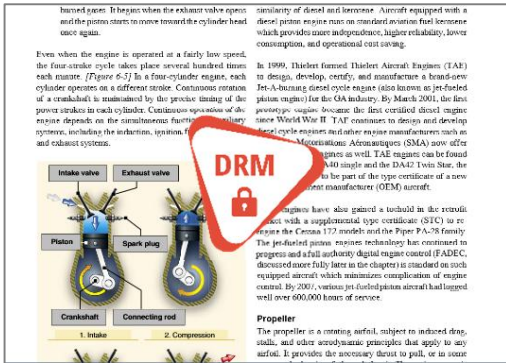 burned gases. It begins when the exhaust valve opens
and the piston starts to move toward the cylinder head
once again.
Even when the engine is operated at a fairly low speed,
the four-stroke cycle takes place several hundred times
each minute. [Figure 6-5] In a four-cylinder engine, each
cylinder operates on a different stroke. Continuous rotation
of a crankshaft is maintained by the precise timing of the
power strokes in each cylinder. Continuous operation of the
engine depends on the simultaneous
systems, including the induction, ignition,
and exhaust systems.
Intake valve
Exhaust valve
Piston
Spark plug
Crankshaft
Connecting rod
1. Intake
2. Compression
DRM
similarity of diesel and kerosene. Aircraft equipped with a
diesel piston engine runs on standard aviation fuel kerosene
which provides more independence, higher reliability, lower
consumption, and operational cost saving.
In 1999, Thielert formed Thielert Aircraft Engines (TAE)
to design, develop, certify, and manufacture a brand-new
Jet-A-burning diesel cycle engine (also known as jet-fueled
piston engine) for the GA industry. By March 2001, the first
prototype engine became the first certified diesel engine
since World War II. TAE continues to design and develop
diesel cycle engines and other engine manufacturers such as
Motorisations Aéronautiques (SMA) now offer
engines as well. TAE engines can be found
DA40 single and the DA42 Twin Star, the
to be part of the type certificate of a new
manufacturer (OEM) aircraft.
engines have also gained a toehold in the retrofit
with a supplemental type certificate (STC) to re-
engine the Cessna 172 models and the Piper PA-28 family.
The jet-fueled piston engines technology has continued to
progress and a full authority digital engine control (FADEC,
discussed more fully later in the chapter) is standard on such
equipped aircraft which minimizes complication of engine
control. By 2007, various jet-fueled piston aircraft had logged
well over 600,000 hours of service.
Propeller
The propeller is a rotating airfoil, subject to induced drag,
stalls, and other aerodynamic principles that apply to any
airfoil. It provides the necessary thrust to pull, or in some